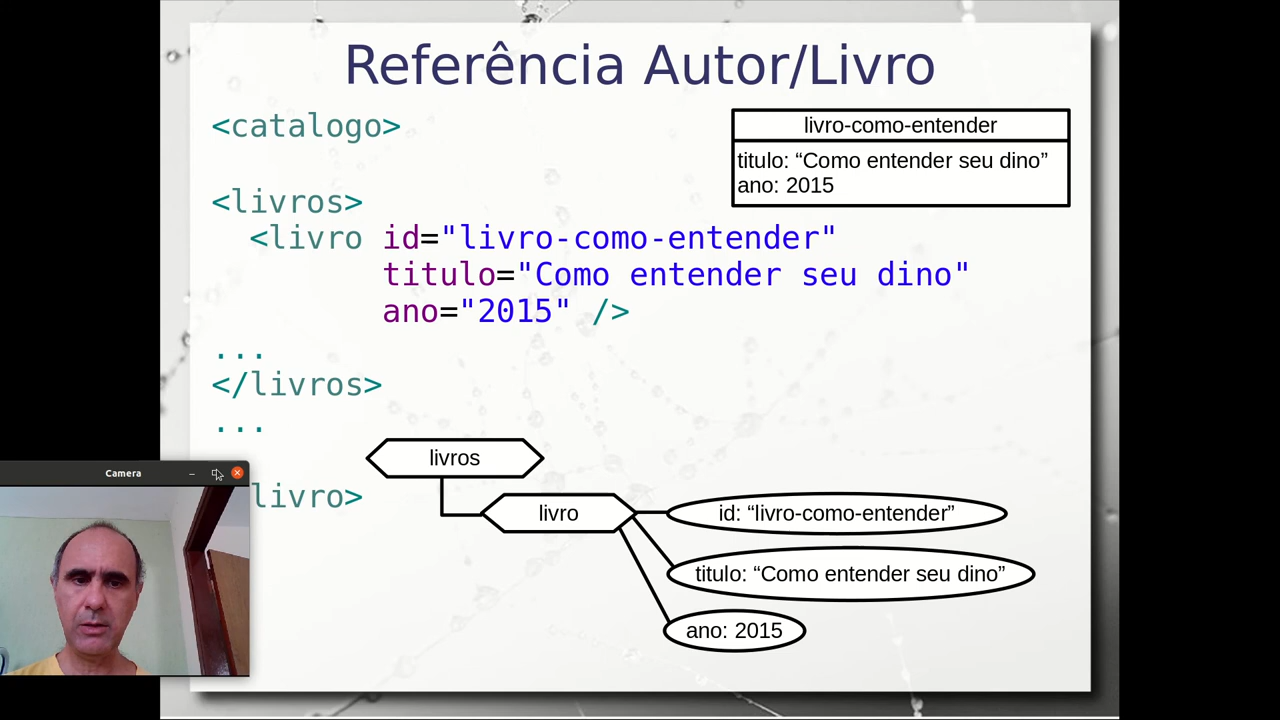 Referência Autor/Livro
<catalogo>
livro-como-entender
titulo: “Como entender seu dino”
ano: 2015
<livros>
<livro id="livro-como-entender"
titulo="Como entender seu dino"
ano="2015" />
...
</livros>
...
livro>
livros
livro
id: “livro-como-entender”
titulo: “Como entender seu dino”
ano: 2015
Camera